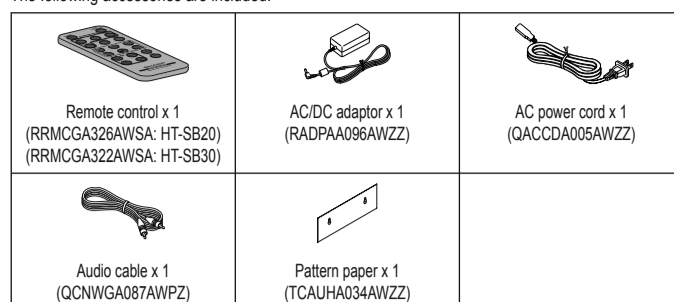 The following accessories are included.
Remote control x 1
(RRMCGA326AWSA: HT-SB20)
(RRMCGA322AWSA: HT-SB30)
AC/DC adaptor x 1
(RADPAA096AWZZ)
AC power cord x 1
(QACCDA005AWZZ)
Audio cable x 1
(QCNWGA087AWPZ)
Pattern paper x 1
(TCAUHA034AWZZ)